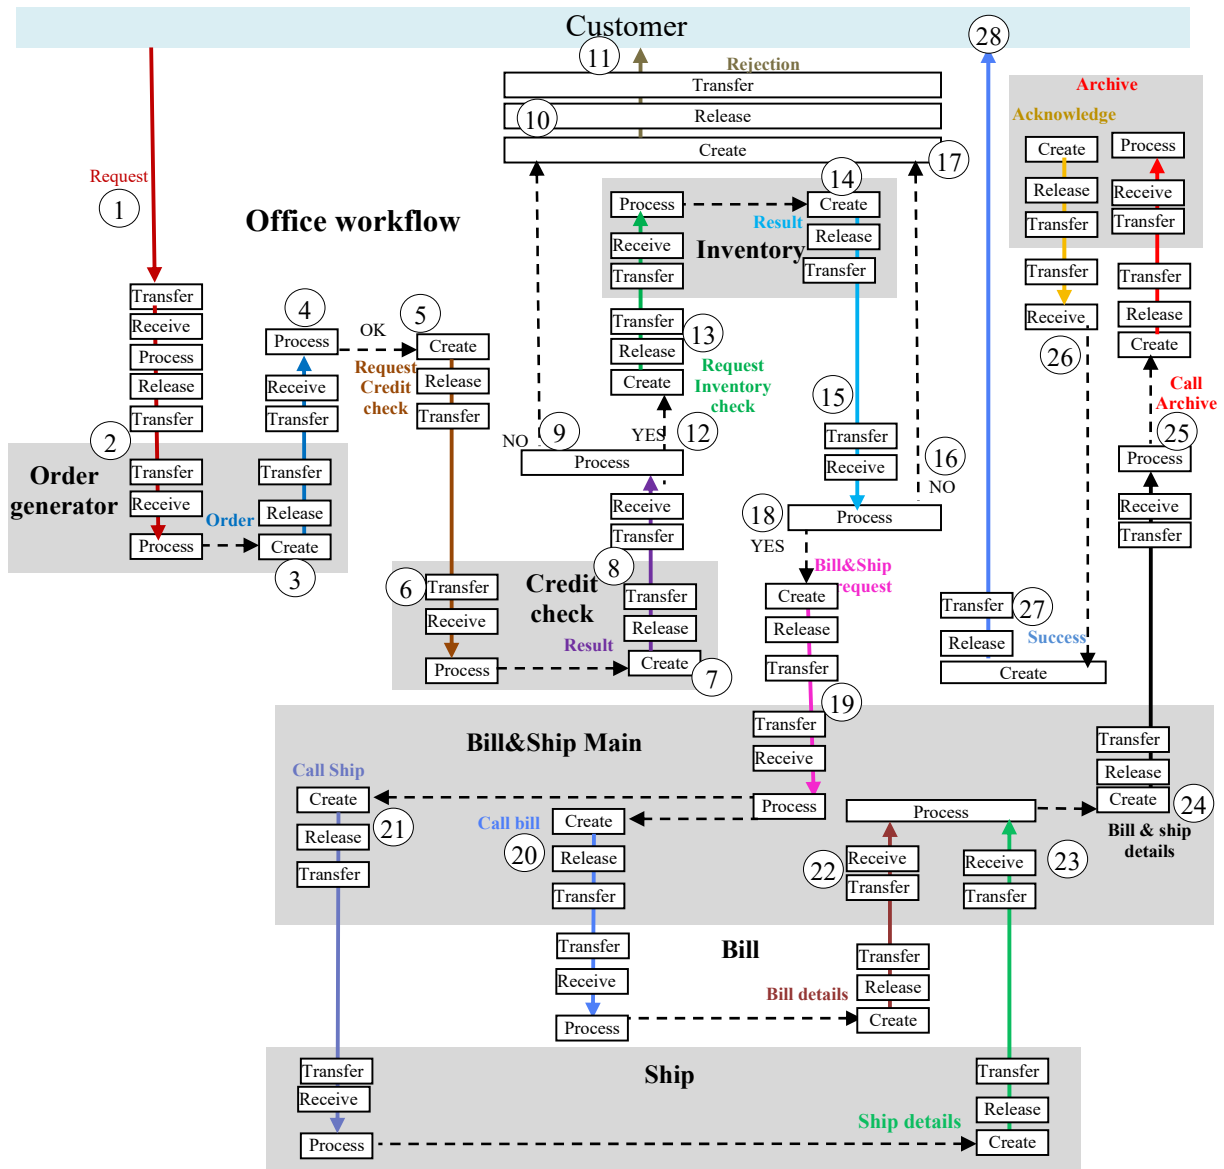 Customer
28
11
Rejection
Transfer
10
Release
Create
17
Archive
Acknowledge
Create
Process
Release
Receive
Transfer
Transfer
Transfer
Transfer
Receive
Release
26
Create
Call
Archive
25
Process
Receive
Transfer
Request
1
Office workflow
14
Process
Create
Result
Receive
Release
Inventory
Transfer
Transfer
Transfer
13
Release
Create
Request
Inventory
check
Transfer
Receive
Process
Release
Transfer
2
4
Process
OK
5
Create
Request
Credit
check
Receive
Release
Transfer
Transfer
Order
generator
Transfer
Receive
Process
Order
Transfer
Release
Create
3
NO
9
YES
12
Process
15
Transfer
Receive
16
NO
18
Process
YES
Receive
Transfer
8
6
Transfer
Receive
Process
Credit
check
Result
Transfer
Release
Create
7
Bill&Ship
request
Create
Release
Transfer
19
Transfer
27
Release
Success
Create
Bill&Ship Main
Transfer
Receive
Process
Call Ship
Create
21
Release
Transfer
Call bill
Create
20
Release
Transfer
Process
22
Receive
Transfer
Receive
23
Transfer
Transfer
Release
Create
24
Bill & ship
details
Bill
Transfer
Receive
Process
Bill details
Transfer
Release
Create
Ship
Transfer
Receive
Process
Ship details
Transfer
Release
Create